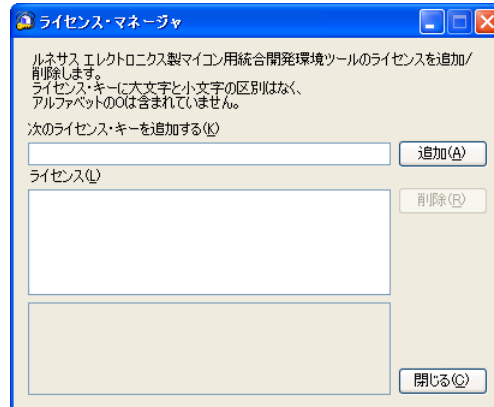 ライセンス・マネージャ
ルネサス エレクトロニクス製マイコン用統合開発環境ツールのライセンスを追加/
削除します。
ライセンス・キーに大文字と小文字の区別はなく、
アルファベットのOは含まれていません。
次のライセンス・キーを追加する(K)
追加(A)
ライセンス(L)
削除(R)
閉じる(C)